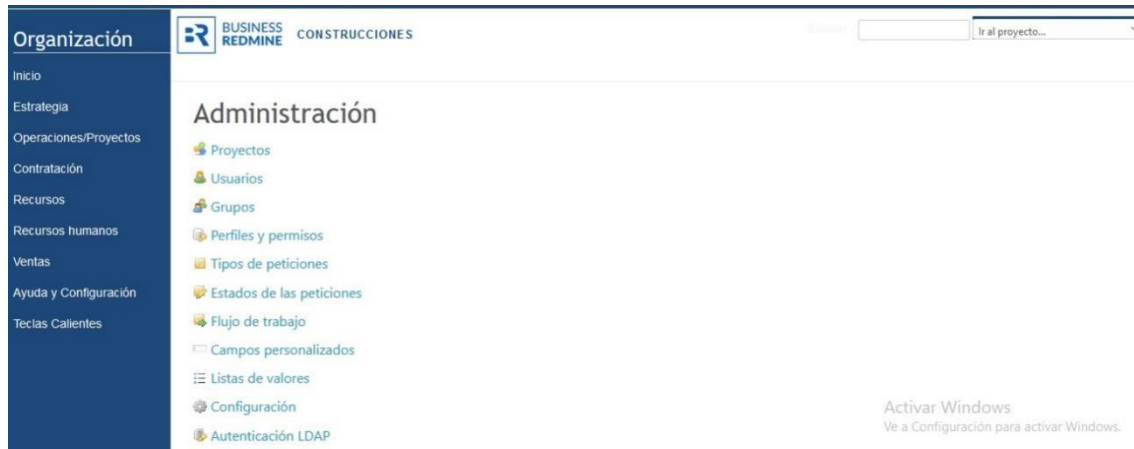 Organización
Inicio
Estrategia
Operaciones/Proyectos
Contratación
Recursos
Recursos humanos
Ventas
Ayuda y Configuración
Teclas Calientes
BUSINESS
REDMINE
CONSTRUCCIONES
Ir al proyecto...
Administración
Proyectos
Usuarios
Grupos
Perfiles y permisos
Tipos de peticiones
Estados de las peticiones
Flujo de trabajo
Campos personalizados
Listas de valores
Configuración
Autenticación LDAP
Activar Windows
Ve a Configuración para activar Windows.